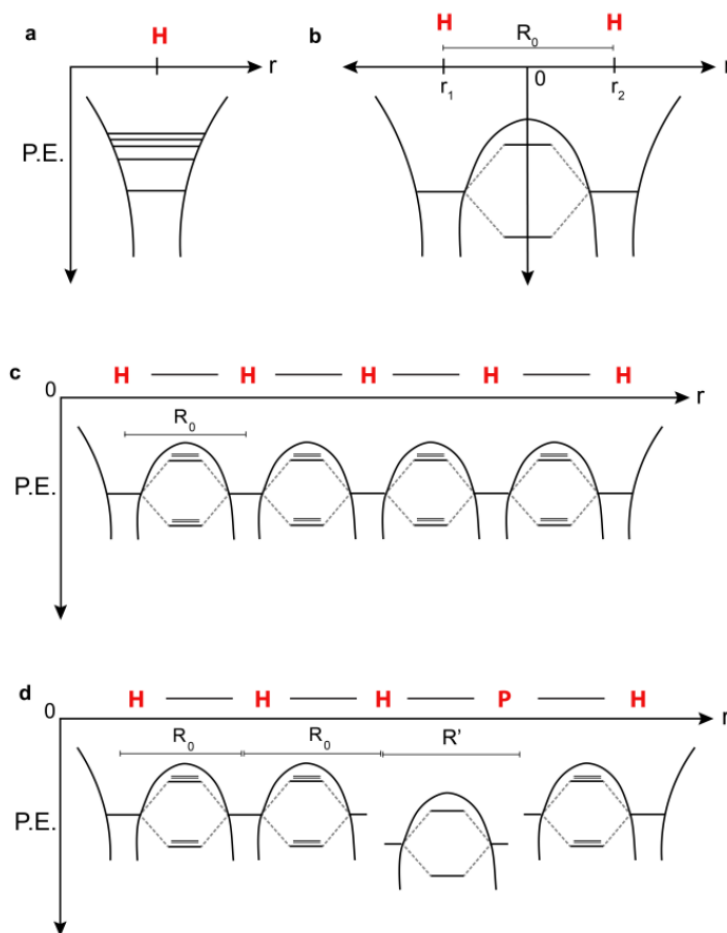 a
H
r
P.E.
b
H R₀ H
r₁ 0 r₂ r
c
H H H H H
0
r
R₀
P.E.
d
H H H P H
0
r
R₀ R₀ R'
P.E.